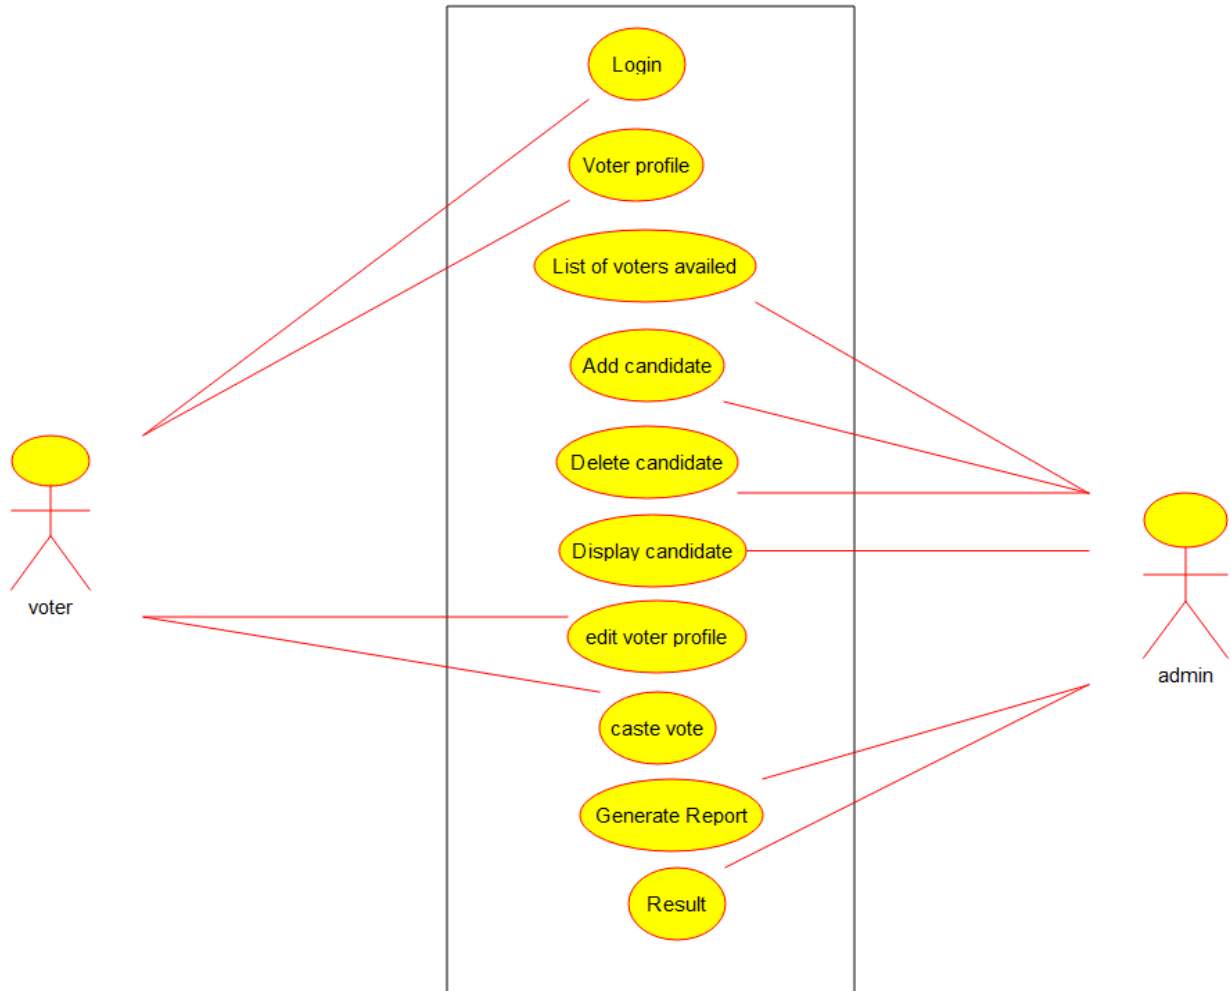 Login
Voter profile
List of voters availed
Add candidate
Delete candidate
Display candidate
voter
edit voter profile
admin
caste vote
Generate Report
Result